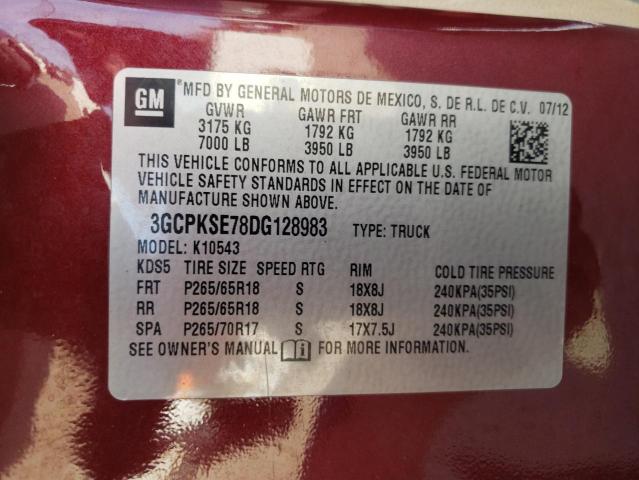 GM
®MFD BY GENERAL MOTORS DE MEXICO, S. DE R.L. DE C.V. 07/12
GVWR GAWR FRT GAWR RR
3175 KG 1792 KG 1792 KG
7000 LB 3950 LB 3950 LB
THIS VEHICLE CONFORMS TO ALL APPLICABLE U.S. FEDERAL MOTOR
VEHICLE SAFETY STANDARDS IN EFFECT ON THE DATE OF
MANUFACTURE SHOWN ABOVE.
3GCPKSE78DG128983 TYPE: TRUCK
MODEL: K10543
KDS5 TIRE SIZE SPEED RTG RIM COLD TIRE PRESSURE
FRT P265/65R18 S 18X8J 240KPA(35PSI)
RR P265/65R18 S 18X8J 240KPA(35PSI)
SPA P265/70R17 S 17X7.5J 240KPA(35PSI)
SEE OWNER'S MANUAL i FOR MORE INFORMATION.